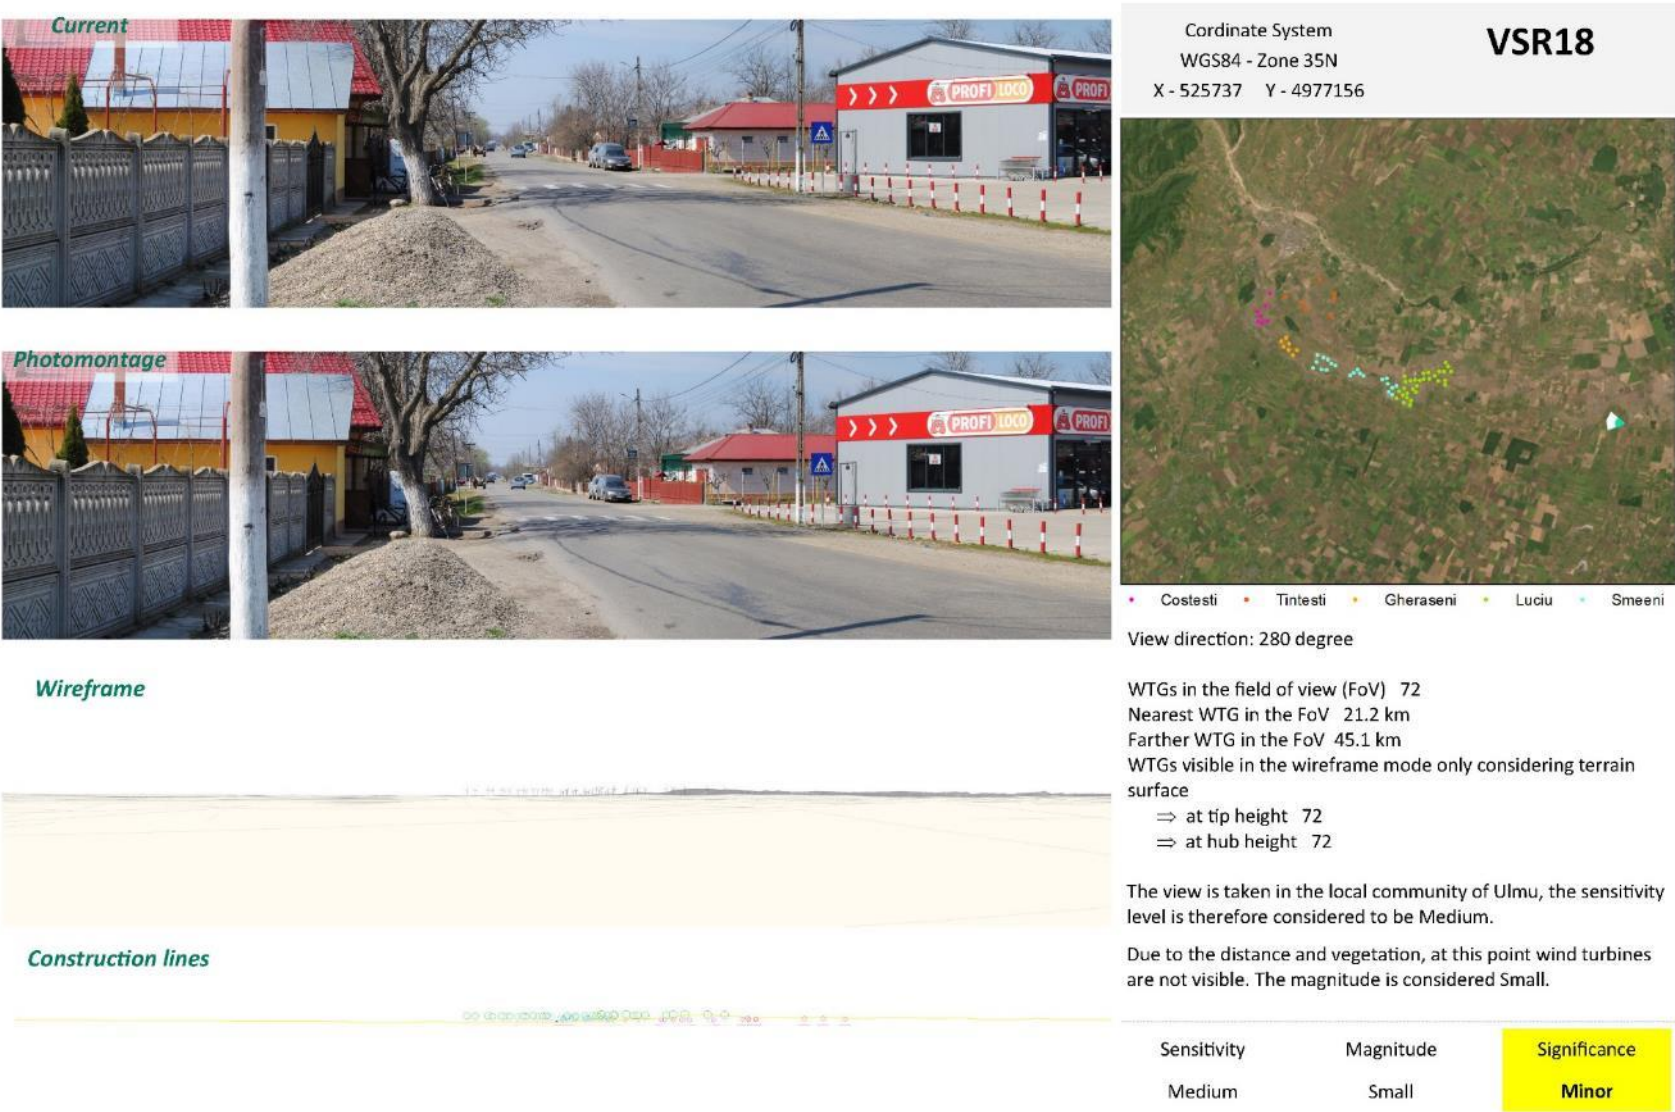 Current
PROFI LOCO
PROFI
Photomontage
PROFI LOCO
PROFI
Wireframe
Construction lines
Cordinate System
WGS84 - Zone 35N
X - 525737 Y - 4977156
VSR18
Costesti Tintesti Gheraseni Luciu Smeeni
View direction: 280 degree
WTGs in the field of view (FoV) 72
Nearest WTG in the FoV 21.2 km
Farther WTG in the FoV 45.1 km
WTGs visible in the wireframe mode only considering terrain
surface
⇒ at tip height 72
⇒ at hub height 72
The view is taken in the local community of Ulmu, the sensitivity
level is therefore considered to be Medium.
Due to the distance and vegetation, at this point wind turbines
are not visible. The magnitude is considered Small.
Sensitivity Magnitude Significance
Medium Small Minor